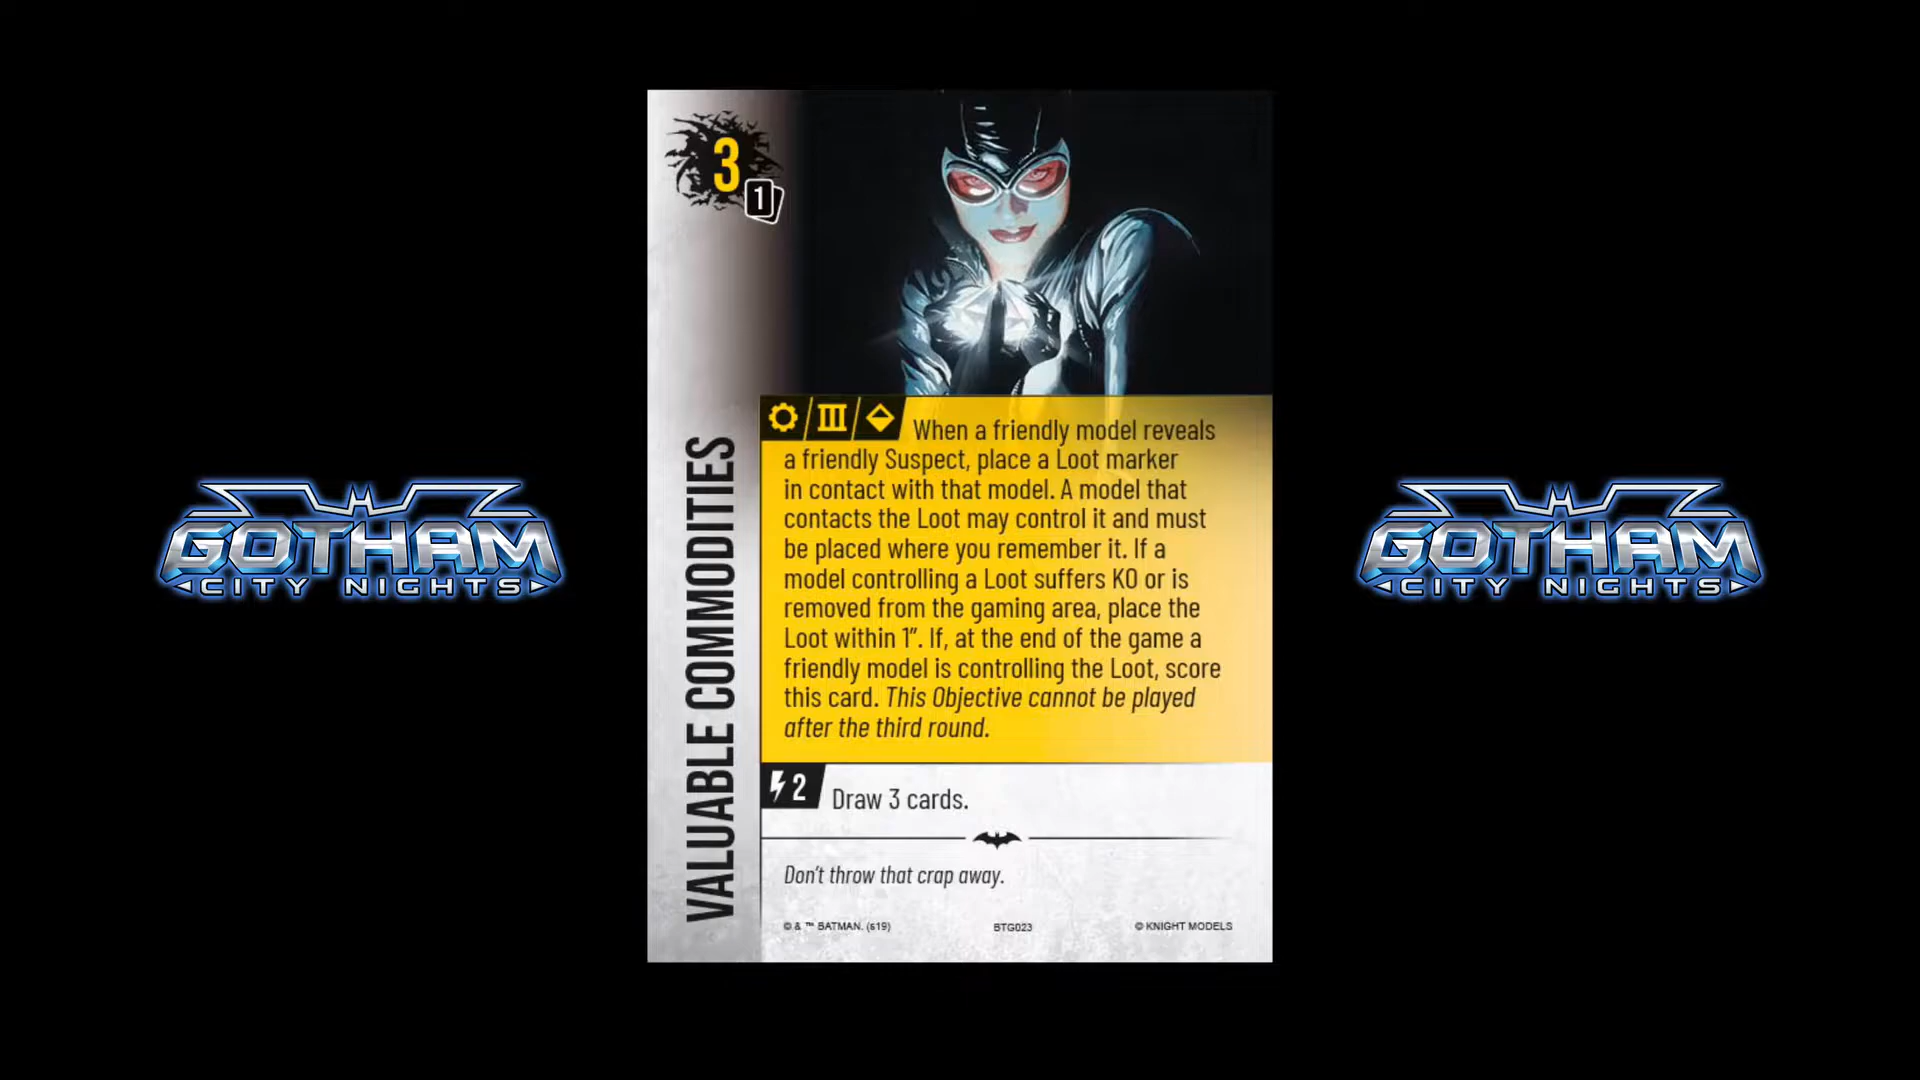 3
1
VALUABLE COMMODITIES
III
When a friendly model reveals
a friendly Suspect, place a Loot marker
in contact with that model. A model that
contacts the Loot may control it and must
be placed where you remember it. If a
model controlling a Loot suffers KO or is
removed from the gaming area, place the
Loot within 1”. If, at the end of the game a
friendly model is controlling the Loot, score
this card. This Objective cannot be played
after the third round.
2 Draw 3 cards.
Don't throw that crap away.
© & ™ BATMAN. (s19) BTG023 © KNIGHT MODELS
GOTHAM
CITY NIGHTS
GOTHAM
CITY NIGHTS